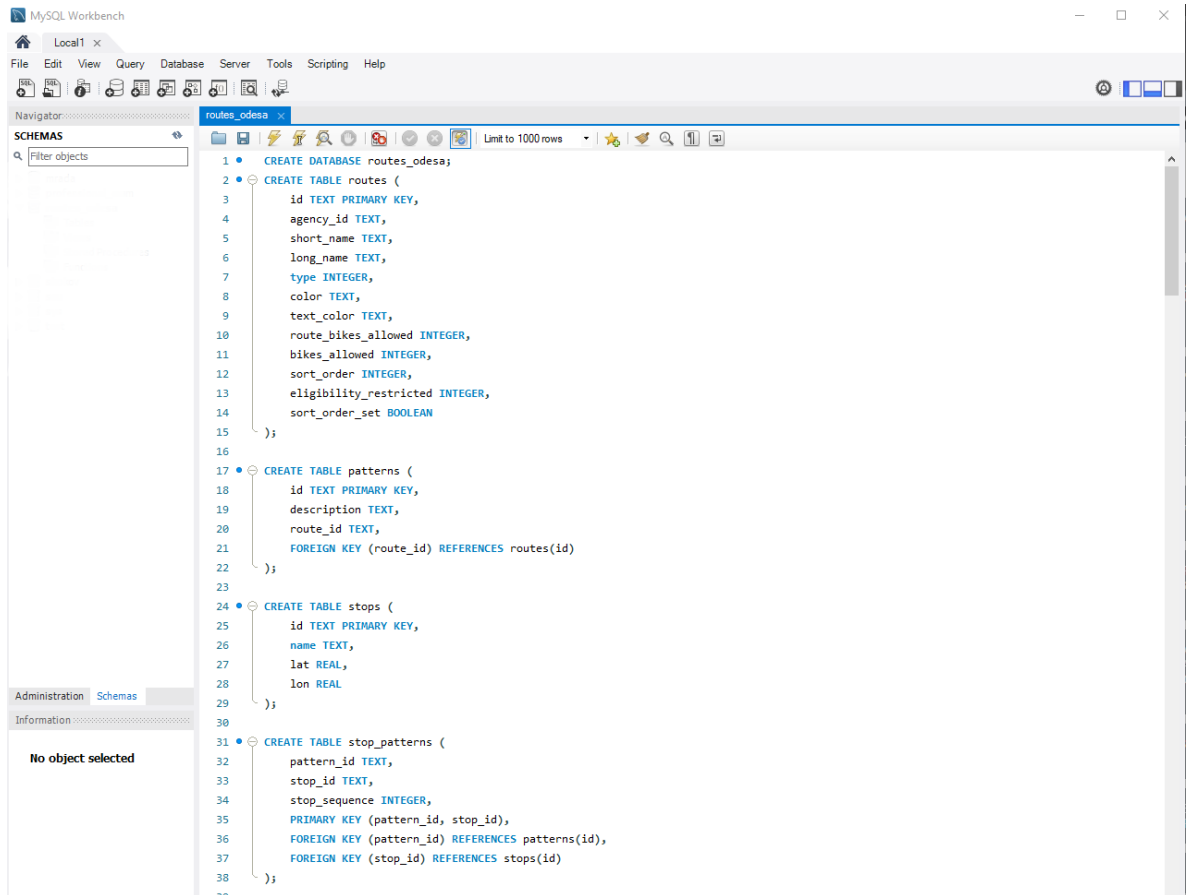 MySQL Workbench
Local1
File Edit View Query Database Server Tools Scripting Help
Navigator
SCHEMAS
Filter objects
Administration Schemas
Information
No object selected
routes_odesa
Limit to 1000 rows
1 CREATE DATABASE routes_odesa;
2 CREATE TABLE routes (
3 id TEXT PRIMARY KEY,
4 agency_id TEXT,
5 short_name TEXT,
6 long_name TEXT,
7 type INTEGER,
8 color TEXT,
9 text_color TEXT,
10 route_bikes_allowed INTEGER,
11 bikes_allowed INTEGER,
12 sort_order INTEGER,
13 eligibility_restricted INTEGER,
14 sort_order_set BOOLEAN
15 );
16
17 CREATE TABLE patterns (
18 id TEXT PRIMARY KEY,
19 description TEXT,
20 route_id TEXT,
21 FOREIGN KEY (route_id) REFERENCES routes(id)
22 );
23
24 CREATE TABLE stops (
25 id TEXT PRIMARY KEY,
26 name TEXT,
27 lat REAL,
28 lon REAL
29 );
30
31 CREATE TABLE stop_patterns (
32 pattern_id TEXT,
33 stop_id TEXT,
34 stop_sequence INTEGER,
35 PRIMARY KEY (pattern_id, stop_id),
36 FOREIGN KEY (pattern_id) REFERENCES patterns(id),
37 FOREIGN KEY (stop_id) REFERENCES stops(id)
38 );